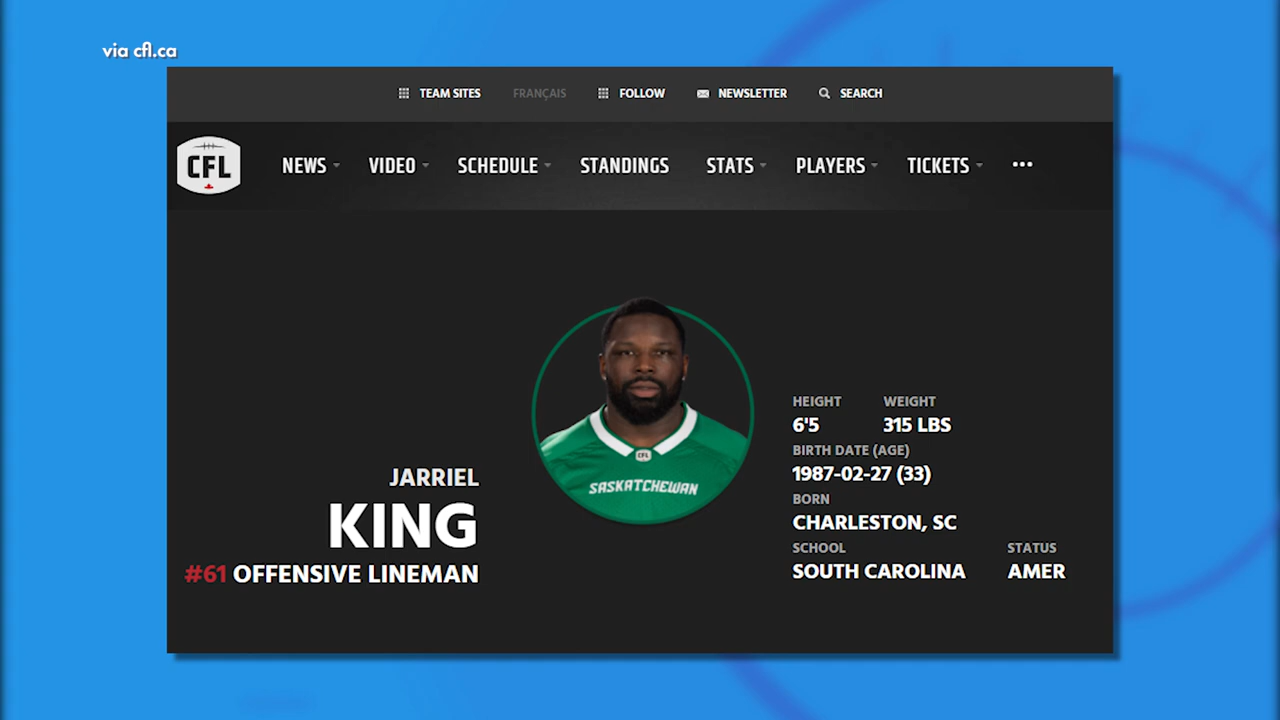 via cfl.ca
TEAM SITES FRANÇAIS FOLLOW NEWSLETTER SEARCH
CFL NEWS VIDEO SCHEDULE STANDINGS STATS PLAYERS TICKETS
JARRIEL
KING
#61 OFFENSIVE LINEMAN
CFL
SASKATCHEWAN
HEIGHT WEIGHT
6'5 315 LBS
BIRTH DATE (AGE)
1987-02-27 (33)
BORN
CHARLESTON, SC
SCHOOL STATUS
SOUTH CAROLINA AMER